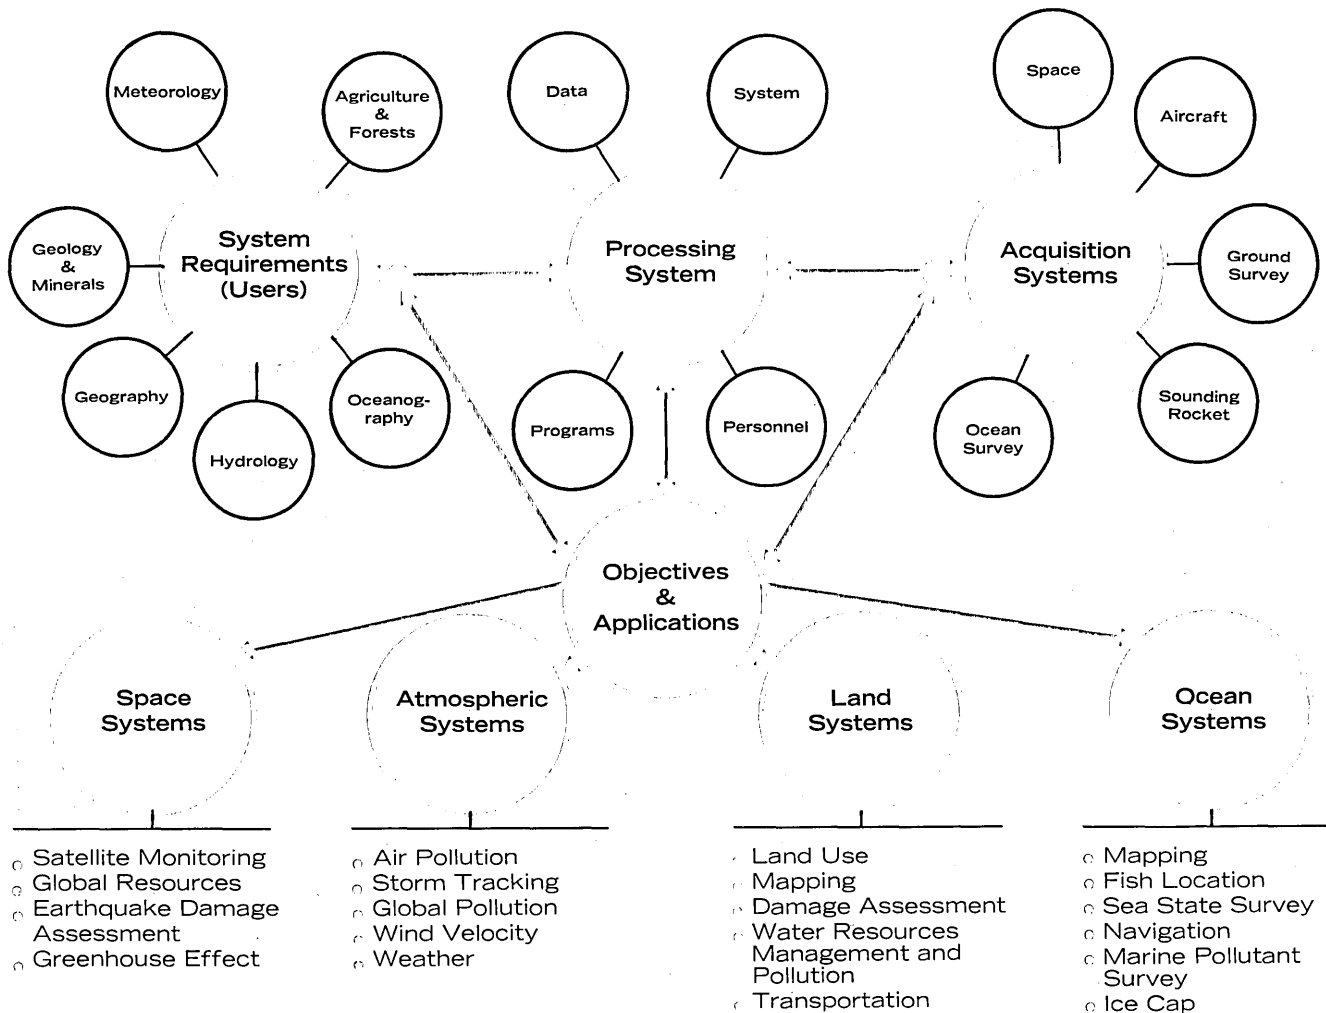 Meteorology
Agriculture
&
Forests
Data
System
Space
Aircraft
Geology
&
Minerals
System
Requirements
(Users)
Processing
System
Acquisition
Systems
Ground
Survey
Geography
Hydrology
Oceanog-
raphy
Programs
Personnel
Ocean
Survey
Sounding
Rocket
Objectives
&
Applications
Space
Systems
Atmospheric
Systems
Land
Systems
Ocean
Systems
Satellite Monitoring
Global Resources
Earthquake Damage
Assessment
Greenhouse Effect
Air Pollution
Storm Tracking
Global Pollution
Wind Velocity
Weather
Land Use
Mapping
Damage Assessment
Water Resources
Management and
Pollution
Transportation
Mapping
Fish Location
Sea State Survey
Navigation
Marine Pollutant
Survey
Ice Cap